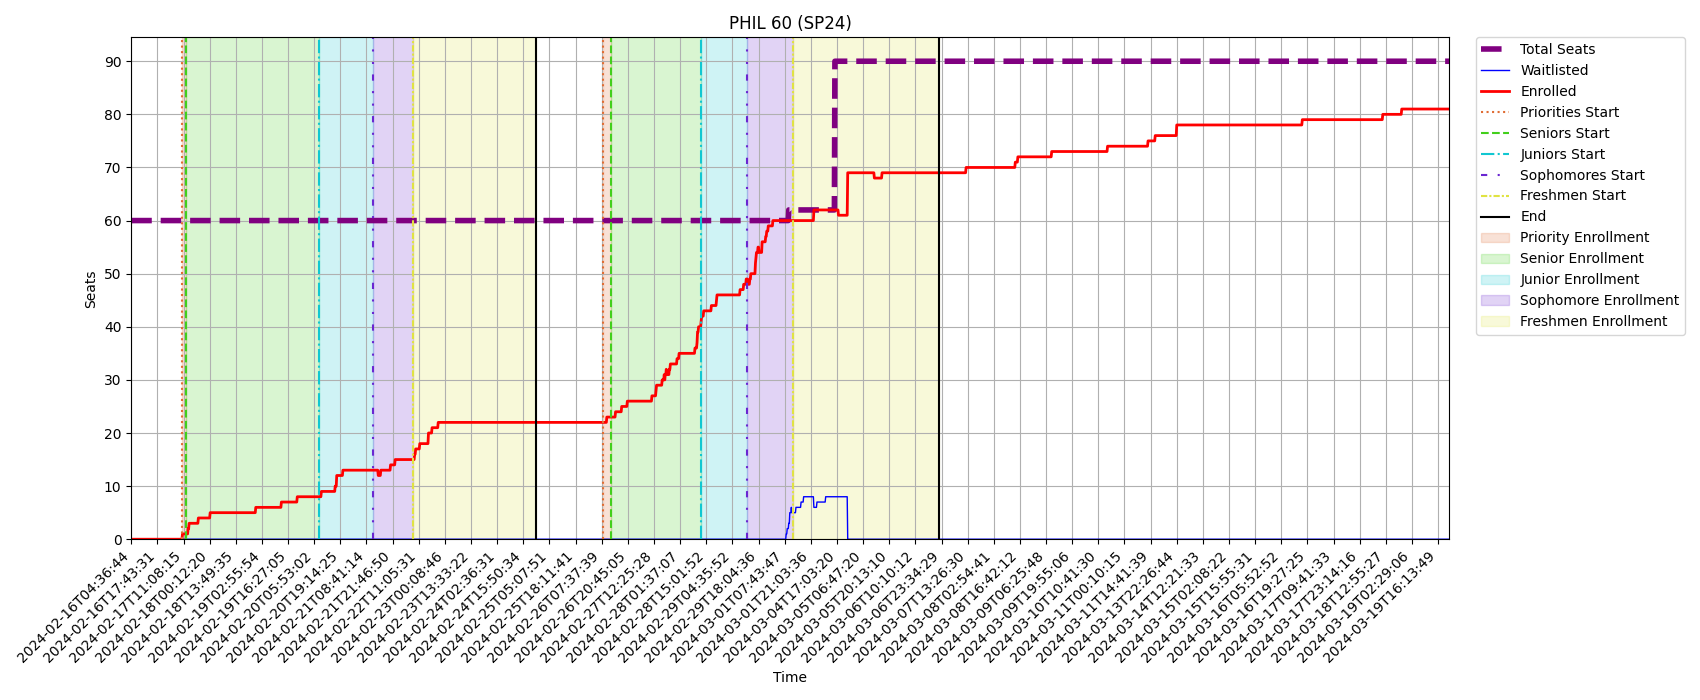 PHIL 60 (SP24)
Seats
90
80
70
60
50
40
30
20
10
0
2024-02-16T04:36:44
2024-02-16T17:43:31
2024-02-17T11:08:15
2024-02-18T00:12:20
2024-02-18T13:49:35
2024-02-19T02:55:54
2024-02-19T16:27:05
2024-02-20T05:53:02
2024-02-20T19:14:25
2024-02-21T08:41:14
2024-02-21T21:46:50
2024-02-22T11:05:31
2024-02-23T00:08:46
2024-02-23T13:33:22
2024-02-24T02:36:31
2024-02-24T15:50:34
2024-02-25T05:07:51
2024-02-25T18:11:41
2024-02-26T07:37:39
2024-02-26T20:45:05
2024-02-27T12:25:28
2024-02-28T01:37:07
2024-02-28T15:01:52
2024-02-29T04:35:52
2024-02-29T18:04:36
2024-03-01T07:43:47
2024-03-01T21:03:36
2024-03-04T17:03:20
2024-03-05T06:47:20
2024-03-05T20:13:10
2024-03-06T10:10:12
2024-03-06T23:34:29
2024-03-07T13:26:30
2024-03-08T02:54:41
2024-03-08T16:42:12
2024-03-09T06:25:48
2024-03-09T19:55:06
2024-03-10T10:41:30
2024-03-11T00:10:15
2024-03-11T14:41:39
2024-03-13T22:26:44
2024-03-14T12:21:33
2024-03-15T02:08:22
2024-03-15T15:55:31
2024-03-16T05:52:52
2024-03-16T19:27:25
2024-03-17T09:41:33
2024-03-17T23:14:16
2024-03-18T12:55:27
2024-03-19T02:29:06
2024-03-19T16:13:49
Time
Total Seats
Waitlisted
Enrolled
Priorities Start
Seniors Start
Juniors Start
Sophomores Start
Freshmen Start
End
Priority Enrollment
Senior Enrollment
Junior Enrollment
Sophomore Enrollment
Freshmen Enrollment